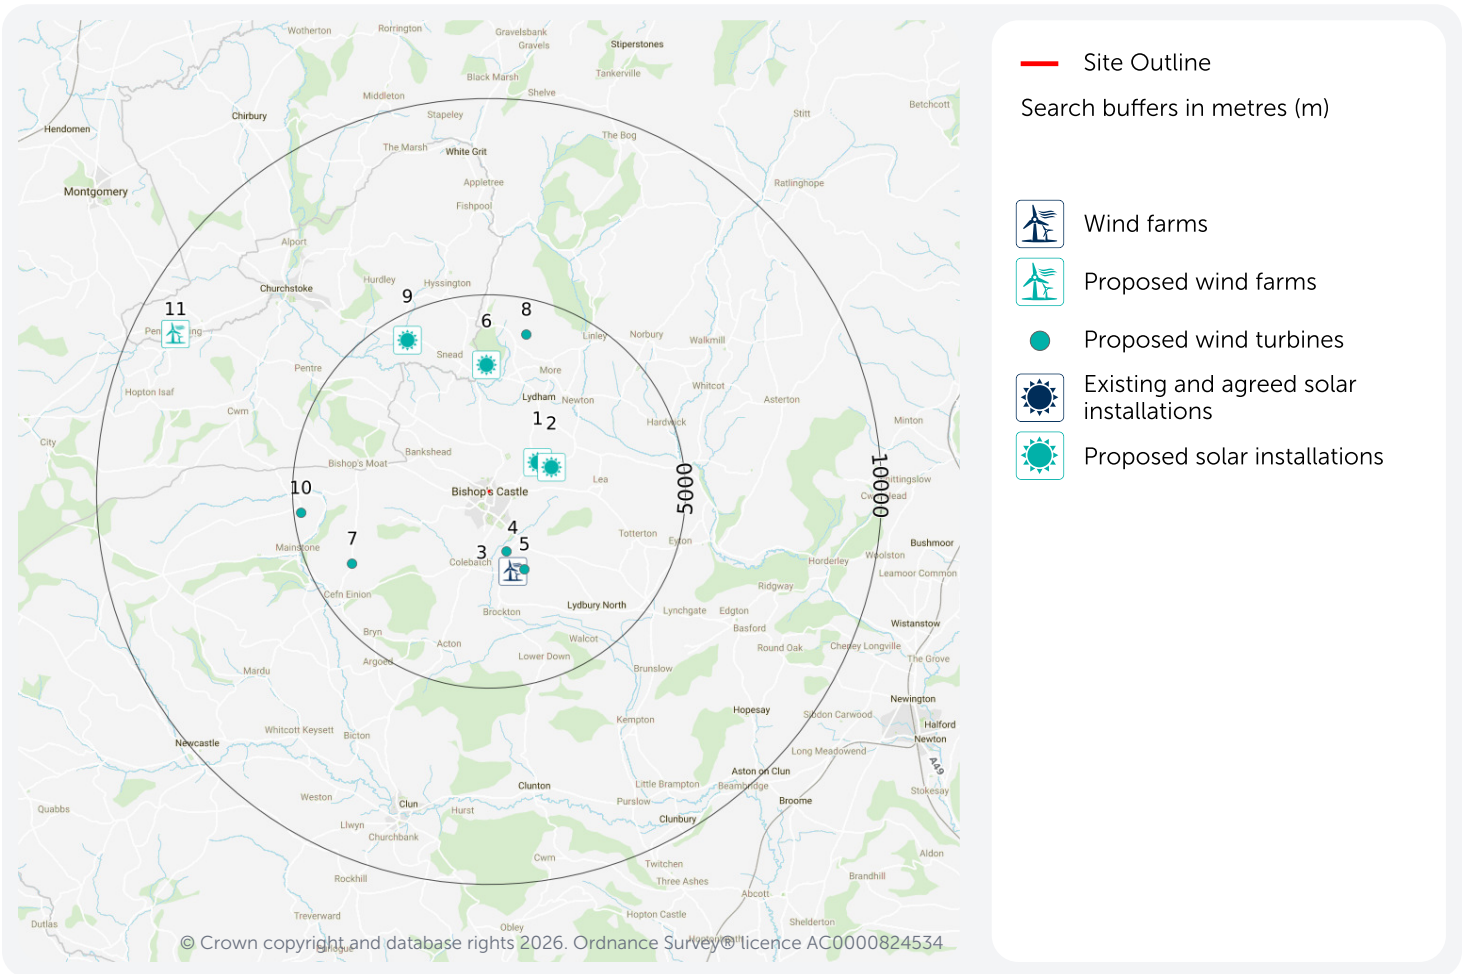 Wotherton
Rorrington
Gravelsbank
Gravels
Stiperstones
Tankerville
Black Marsh
Shelve
Middleton
Betchcott
Stapeley
Stitt
Chirbury
Hendomen
The Bog
The Marsh
White Grit
Appletree
Ratlinghope
Montgomery
Fishpool
Alport
Hurdley
Hyssington
Churchstoke
9
11
8
6
Linley
Norbury
Walkmill
Snead
Pentre
More
Whitcot
Hopton Isaf
Lydham
Newton
Asterton
Cwm
1 2
Hardwick
Minton
City
Bankshead
Bishop's Moat
Lea
10
Bishop's Castle
5000
10000
7
4
5
3
Mainstone
Totterton
Eyton
Bushmoor
Woolston
Colebatch
Horderley
Leamoor Common
Ridgway
Cefn Einion
Brockton
Lydbury North
Lynchgate
Edgton
Wistanstow
Basford
Bryn
Acton
Walcot
Round Oak
Cheney Longville
The Grove
Argoed
Lower Down
Brunslow
Mardu
Newington
Hopesay
Sibdon Carwood
Kempton
Halford
Whitcott Keysett
Bicton
Newton
Newcastle
Long Meadowend
A49
Aston on Clun
Clunton
Little Brampton
Beambridge
Stokesay
Weston
Clun
Hurst
Purslow
Broome
Quabbs
Clunbury
Llwyn
Churchbank
Cwm
Twitchen
Aldon
Rockhill
Three Ashes
Brandhill
Abcott
Treverward
Hopton Castle
Dutlas
Obley
Shelderton
© Crown copyright and database rights 2026. Ordnance Survey® licence AC0000824534
Site Outline
Search buffers in metres (m)
Wind farms
Proposed wind farms
Proposed wind turbines
Existing and agreed solar
installations
Proposed solar installations